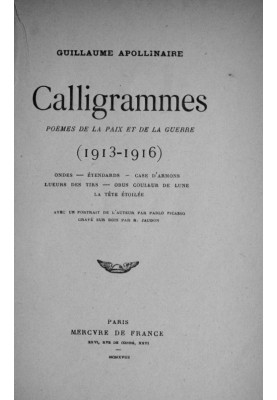 GUILLAUME APOLLINAIRE
Calligrammes
POÈMES DE LA PAIX ET DE LA GUERRE
(1913-1916)
ONDES — ÉTENDARDS — CASE D'ARMONS
LUEURS DES TIRS — OBUS COULEUR DE LUNE
LA TÊTE ÉTOILÉE
AVEC UN PORTRAIT DE L'AUTEUR PAR PABLO PICASSO
GRAVÉ SUR BOIS PAR R. JAUDON
PARIS
MERCVRE DE FRANCE
XXVI, RVE DE CONDÉ, XXVI